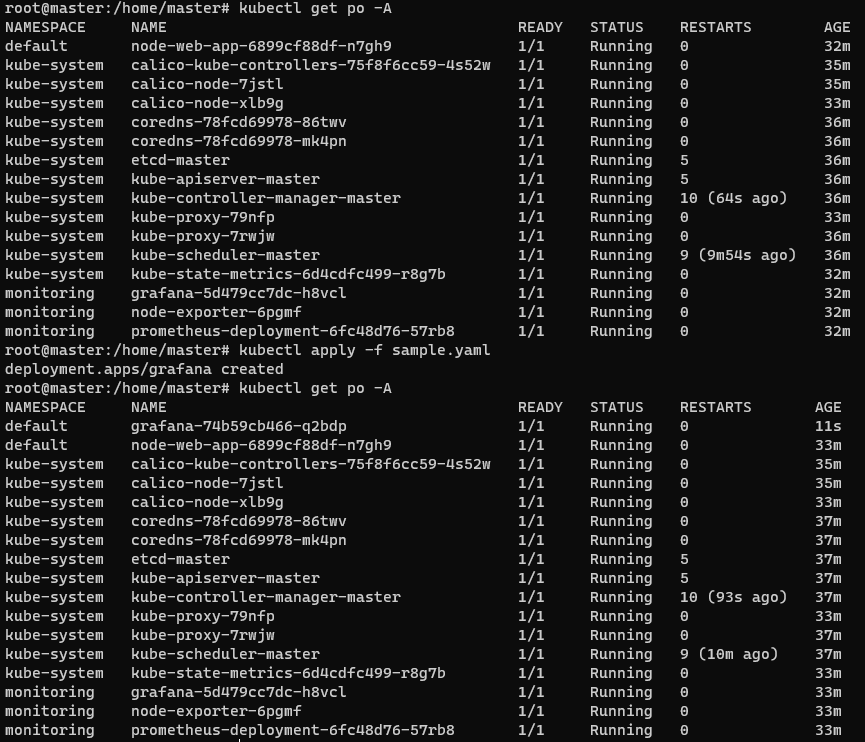 root@master:/home/master# kubectl get po -A
NAMESPACE     NAME                                       READY   STATUS    RESTARTS        AGE
default       node-web-app-6899cf88df-n7gh9              1/1     Running   0               32m
kube-system   calico-kube-controllers-75f8f6cc59-4s52w   1/1     Running   0               35m
kube-system   calico-node-7jstl                          1/1     Running   0               35m
kube-system   calico-node-xlb9g                          1/1     Running   0               33m
kube-system   coredns-78fcd69978-86twv                   1/1     Running   0               36m
kube-system   coredns-78fcd69978-mk4pn                   1/1     Running   0               36m
kube-system   etcd-master                                1/1     Running   5               36m
kube-system   kube-apiserver-master                      1/1     Running   5               36m
kube-system   kube-controller-manager-master             1/1     Running   10 (64s ago)    36m
kube-system   kube-proxy-79nfp                           1/1     Running   0               33m
kube-system   kube-proxy-7rwjw                           1/1     Running   0               36m
kube-system   kube-scheduler-master                      1/1     Running   9 (9m54s ago)   36m
kube-system   kube-state-metrics-6d4cdfc499-r8g7b        1/1     Running   0               32m
monitoring    grafana-5d479cc7dc-h8vcl                   1/1     Running   0               32m
monitoring    node-exporter-6pgmf                        1/1     Running   0               32m
monitoring    prometheus-deployment-6fc48d76-57rb8       1/1     Running   0               32m
root@master:/home/master# kubectl apply -f sample.yaml
deployment.apps/grafana created
root@master:/home/master# kubectl get po -A
NAMESPACE     NAME                                       READY   STATUS    RESTARTS       AGE
default       grafana-74b59cb466-q2bdp                   1/1     Running   0              11s
default       node-web-app-6899cf88df-n7gh9              1/1     Running   0              33m
kube-system   calico-kube-controllers-75f8f6cc59-4s52w   1/1     Running   0              35m
kube-system   calico-node-7jstl                          1/1     Running   0              35m
kube-system   calico-node-xlb9g                          1/1     Running   0              33m
kube-system   coredns-78fcd69978-86twv                   1/1     Running   0              37m
kube-system   coredns-78fcd69978-mk4pn                   1/1     Running   0              37m
kube-system   etcd-master                                1/1     Running   5              37m
kube-system   kube-apiserver-master                      1/1     Running   5              37m
kube-system   kube-controller-manager-master             1/1     Running   10 (93s ago)   37m
kube-system   kube-proxy-79nfp                           1/1     Running   0              33m
kube-system   kube-proxy-7rwjw                           1/1     Running   0              37m
kube-system   kube-scheduler-master                      1/1     Running   9 (10m ago)    37m
kube-system   kube-state-metrics-6d4cdfc499-r8g7b        1/1     Running   0              33m
monitoring    grafana-5d479cc7dc-h8vcl                   1/1     Running   0              33m
monitoring    node-exporter-6pgmf                        1/1     Running   0              33m
monitoring    prometheus-deployment-6fc48d76-57rb8       1/1     Running   0              33m